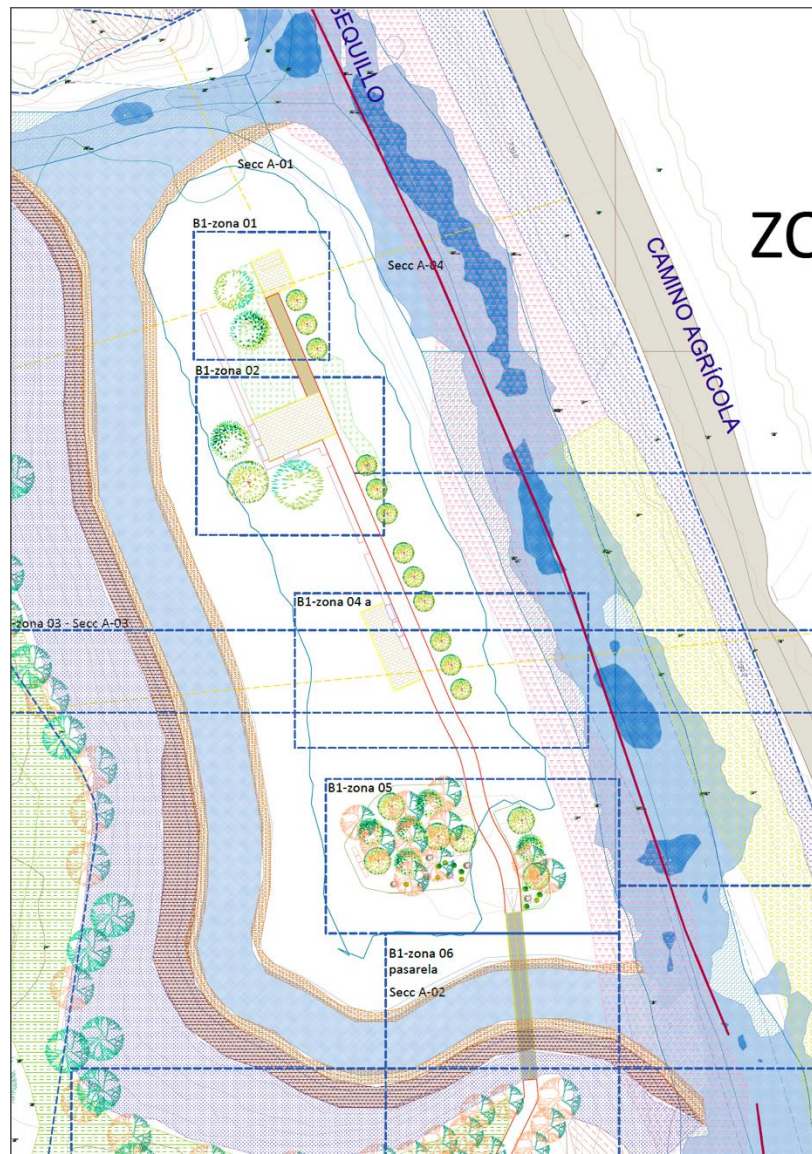 SEQUILLO
Secc A-01
B1-zona 01
ZO
Secc A-04
CAMINO AGRÍCOLA
B1-zona 02
B1-zona 04 a
-zona 03 - Secc A-03
B1-zona 05
B1-zona 06
pasarela
Secc A-02